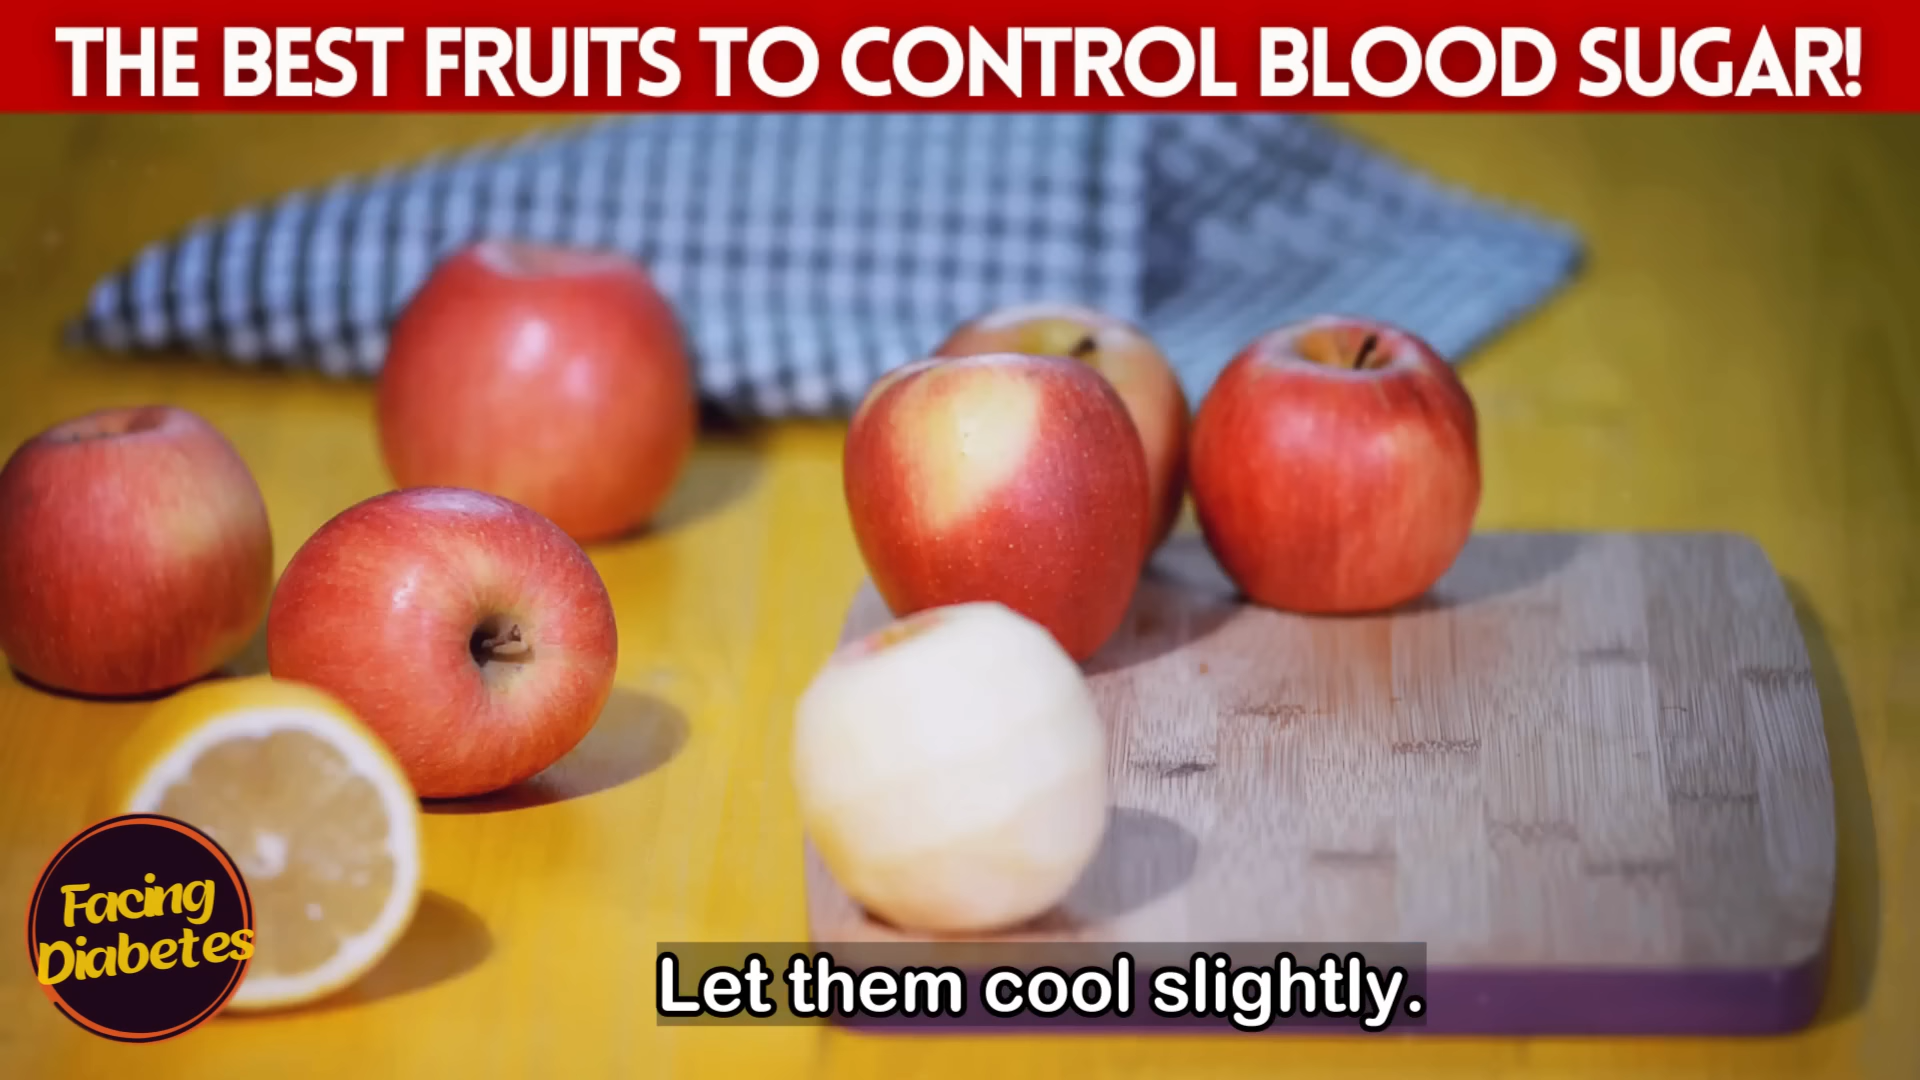 THE BEST FRUITS TO CONTROL BLOOD SUGAR!
Facing
Diabetes
Let them cool slightly.